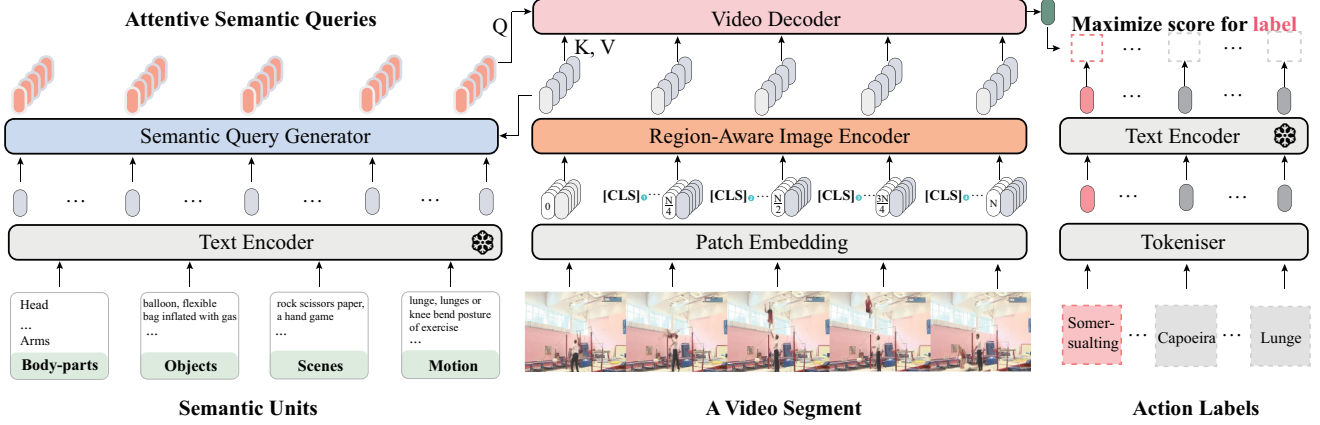 Attentive Semantic Queries
Q
Video Decoder
Maximize score for label
K, V
... ...
Semantic Query Generator
Region-Aware Image Encoder
Text Encoder
... ... ...
0
[CLS] ...
N/4
[CLS] ...
N/2
[CLS] ...
3N/4
[CLS] ...
N
... ...
Text Encoder
Patch Embedding
Tokeniser
Head
...
Arms
Body-parts
balloon, flexible
bag inflated with gas
...
Objects
rock scissors paper,
a hand game
...
Scenes
lunge, lunges or
knee bend posture
of exercise
...
Motion
Somer-
sualting
...
Capoeira
...
Lunge
Semantic Units
A Video Segment
Action Labels